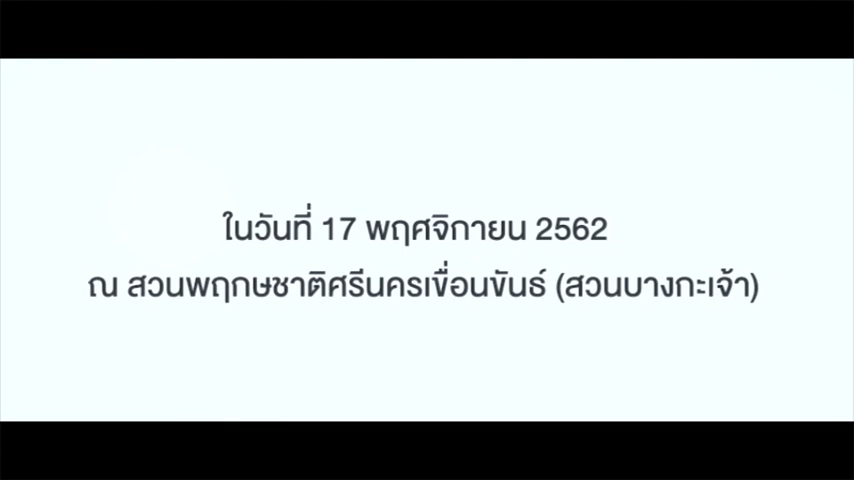 ในวันที่ 17 พฤศจิกายน 2562
ณ สวนพฤกษชาติศรีนครเขื่อนขันธ์ (สวนบางกะเจ้า)